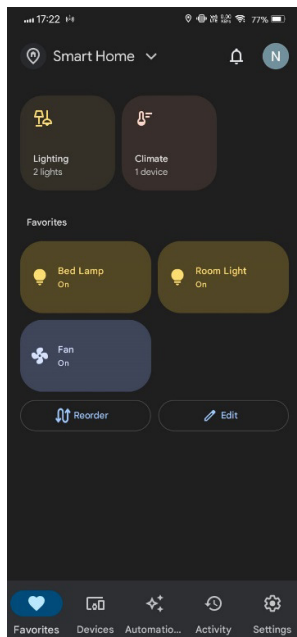 17:22
77%
Smart Home
N
Lighting
2 lights
Climate
1 device
Favorites
Bed Lamp
On
Room Light
On
Fan
On
Reorder
Edit
Favorites
Devices
Automatio...
Activity
Settings